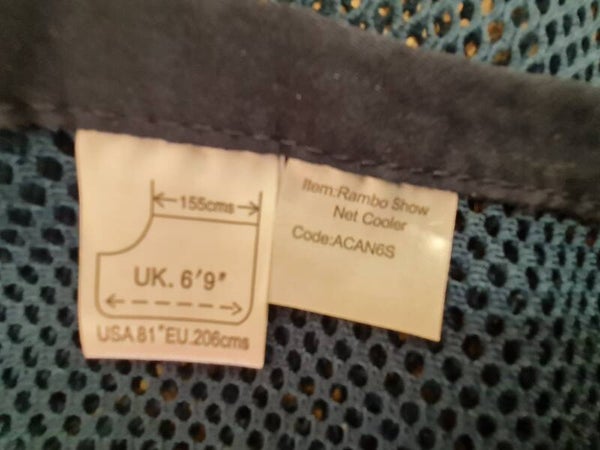 155cms
UK. 6'9"
USA 81" EU.206cms
Item:Rambo Show
Net Cooler
Code:ACAN6S